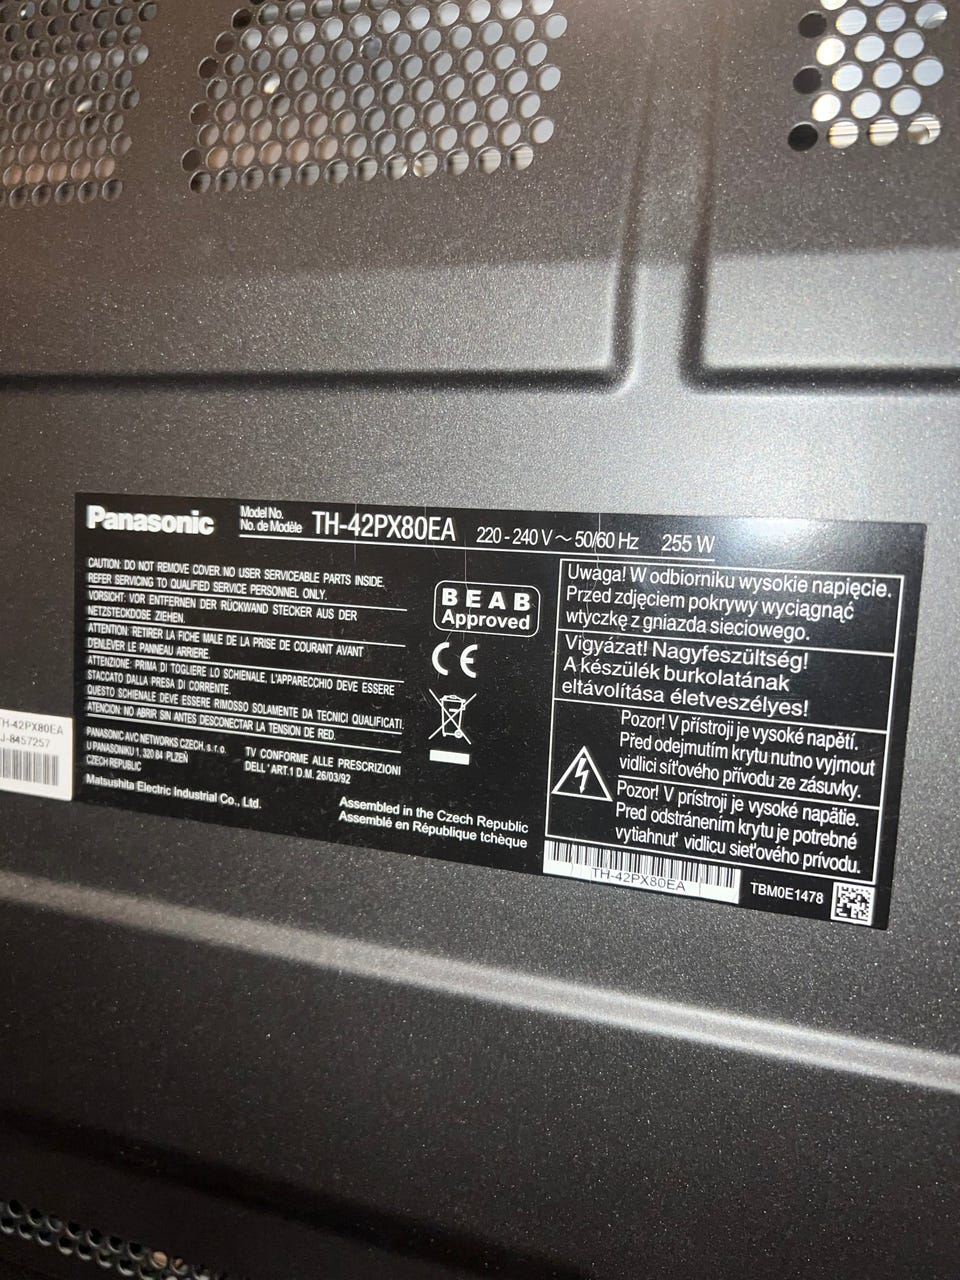 Panasonic
Model No.
No. de Modèle
TH-42PX80EA
220 - 240 V ~ 50/60 Hz 255 W
CAUTION: DO NOT REMOVE COVER. NO USER SERVICEABLE PARTS INSIDE.
REFER SERVICING TO QUALIFIED SERVICE PERSONNEL ONLY.
VORSICHT: VOR ENTFERNEN DER RÜCKWAND STECKER AUS DER
NETZSTECKDOSE ZIEHEN.
ATTENTION: RETIRER LA FICHE MALE DE LA PRISE DE COURANT AVANT
D'ENLEVER LE PANNEAU ARRIERE.
ATTENZIONE: PRIMA DI TOGLIERE LO SCHIENALE, L'APPARECCHIO DEVE ESSERE
STACCATO DALLA PRESA DI CORRENTE.
QUESTO SCHIENALE DEVE ESSERE RIMOSSO SOLAMENTE DA TECNICI QUALIFICATI.
ATENCION: NO ABRIR SIN ANTES DESCONECTAR LA TENSION DE RED.
PANASONIC AVC NETWORKS CZECH, s. r. o.
U PANASONIKU 1, 320 84 PLZEŇ
CZECH REPUBLIC
TV CONFORME ALLE PRESCRIZIONI
DELL' ART.1 D.M. 26/03/92
Matsushita Electric Industrial Co., Ltd.
Assembled in the Czech Republic
Assemblé en République tchèque
BEAB
Approved
CE
Uwaga! W odbiorniku wysokie napięcie.
Przed zdjęciem pokrywy wyciągnąć
wtyczkę z gniazda sieciowego.
Vigyázat! Nagyfeszültség!
A készülék burkolatának
eltávolítása életveszélyes!
Pozor! V přístroji je vysoké napětí.
Před odejmutím krytu nutno vyjmout
vidlici síťového přívodu ze zásuvky.
Pozor! V prístroji je vysoké napätie.
Pred odstránením krytu je potrebné
vytiahnuť vidlicu sieťového prívodu.
TH-42PX80EA
TBM0E1478
TH-42PX80EA
J-8457257